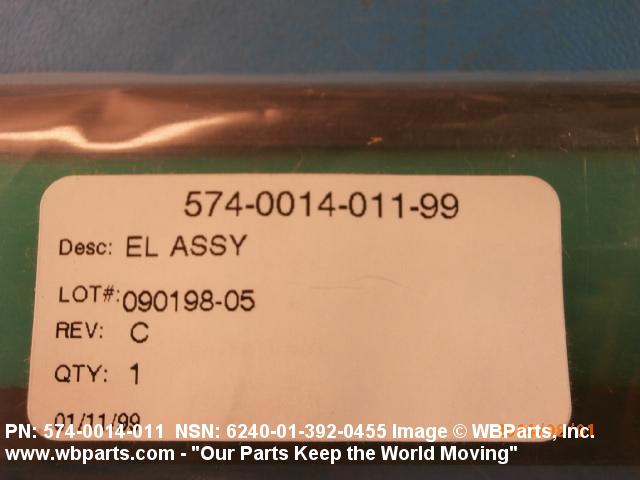 574-0014-011-99
Desc: EL ASSY
LOT#: 090198-05
REV: C
QTY: 1
01/11/99
PN: 574-0014-011 NSN: 6240-01-392-0455 Image © WBParts, Inc.
www.wbparts.com - "Our Parts Keep the World Moving"